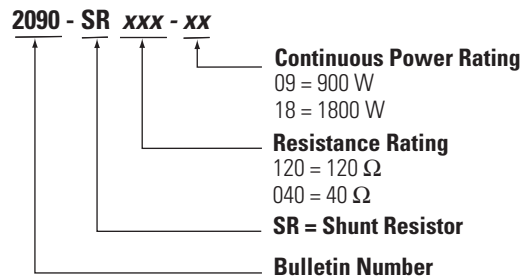 2090 - SR xxx - xx
Continuous Power Rating
09 = 900 W
18 = 1800 W
Resistance Rating
120 = 120 Ω
040 = 40 Ω
SR = Shunt Resistor
Bulletin Number